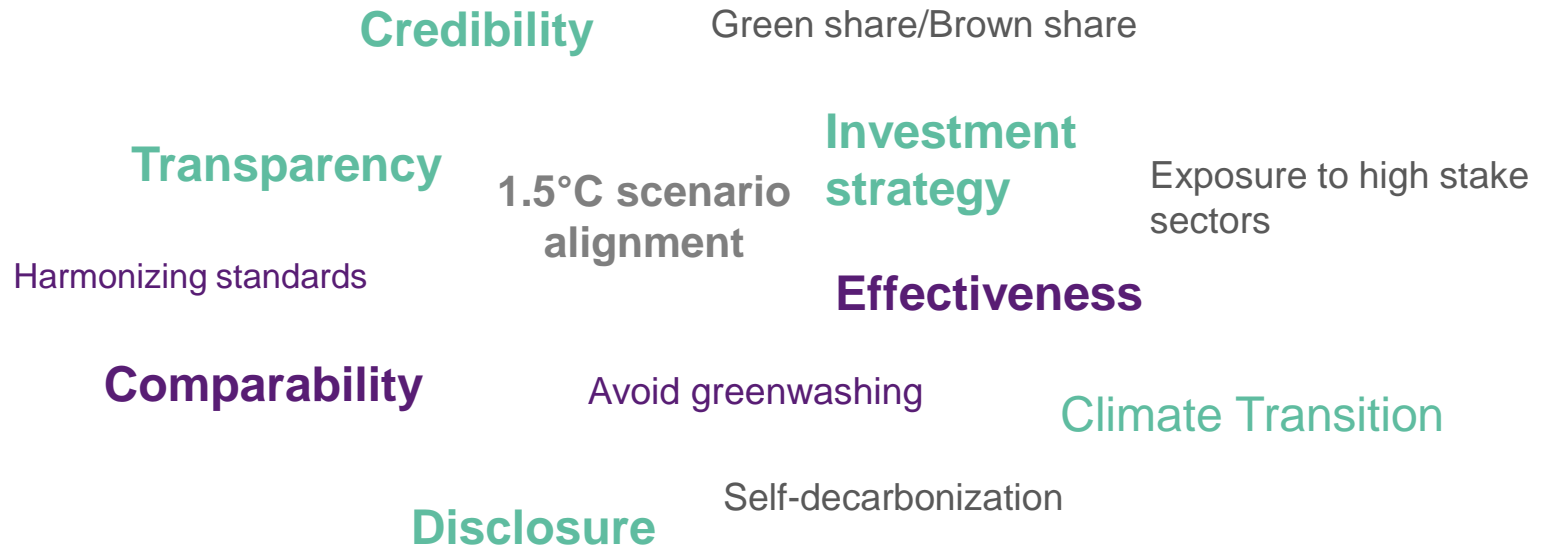 Credibility
Green share/Brown share
Investment
strategy
Transparency
1.5°C scenario
alignment
Exposure to high stake
sectors
Harmonizing standards
Effectiveness
Comparability
Avoid greenwashing
Climate Transition
Self-decarbonization
Disclosure